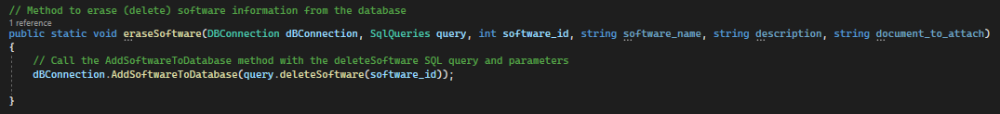 // Method to erase (delete) software information from the database
1 reference
public static void eraseSoftware(DBConnection dBConnection, SqlQueries query, int software_id, string software_name, string description, string document_to_attach)
{
// Call the AddSoftwareToDatabase method with the deleteSoftware SQL query and parameters
dBConnection.AddSoftwareToDatabase(query.deleteSoftware(software_id));
}